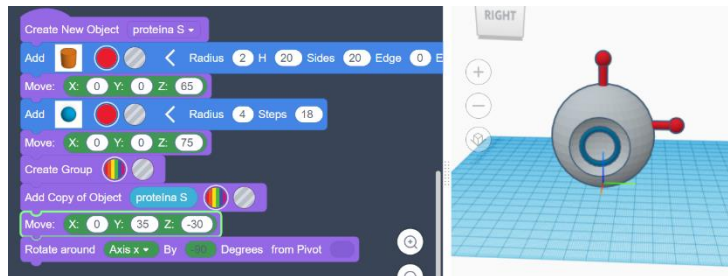 Create New Object proteína S
Add Radius 2 H 20 Sides 20 Edge 0 E
Move: X: 0 Y: 0 Z: 65
Add Radius 4 Steps 18
Move: X: 0 Y: 0 Z: 75
Create Group
Add Copy of Object proteína S
Move: X: 0 Y: 35 Z: -30
Rotate around Axis x By -90 Degrees from Pivot
RIGHT